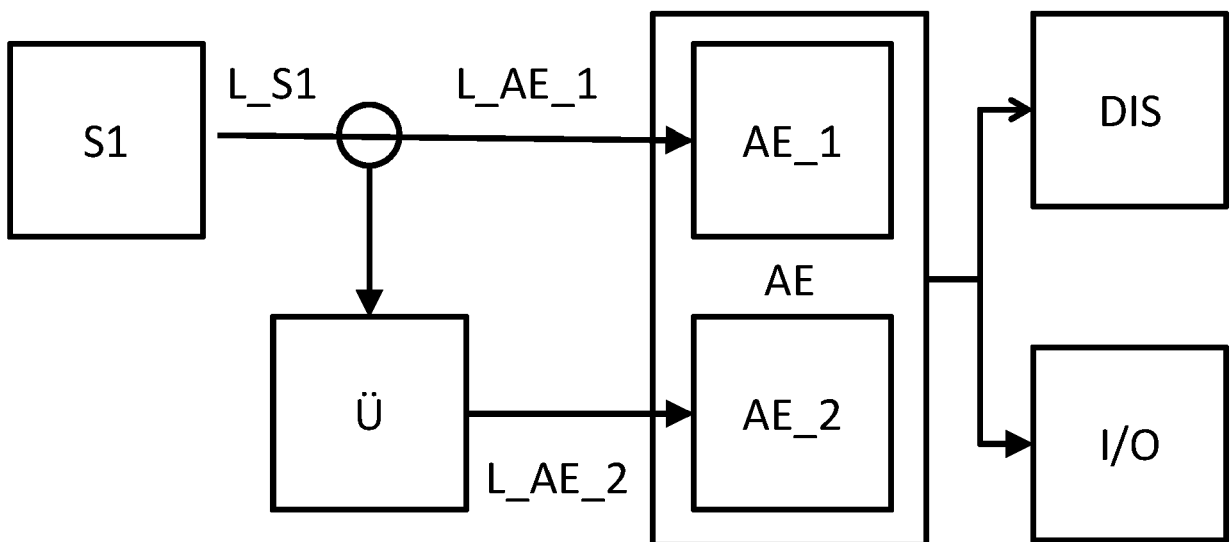 S1
L_S1
L_AE_1
AE_1
DIS
AE
Ü
L_AE_2
AE_2
I/O